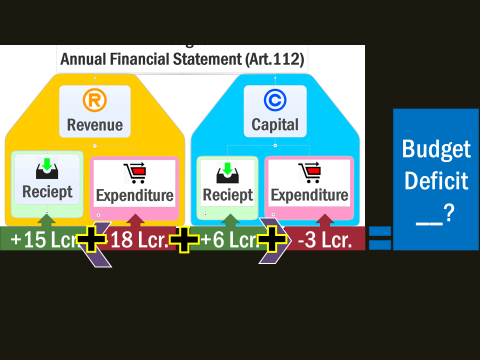 Annual Financial Statement (Art.112)
R
Revenue
C
Capital
Reciept
Expenditure
Reciept
Expenditure
+15 Lcr.
18 Lcr.
+6 Lcr.
-3 Lcr.
Budget
Deficit
__?